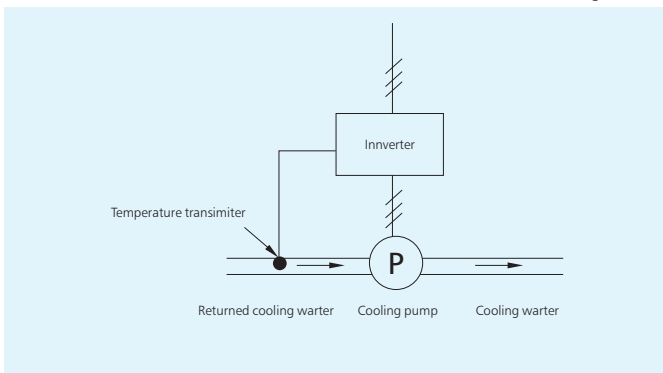 Innverter
Temperature transimiter
P
Returned cooling warter
Cooling pump
Cooling warter